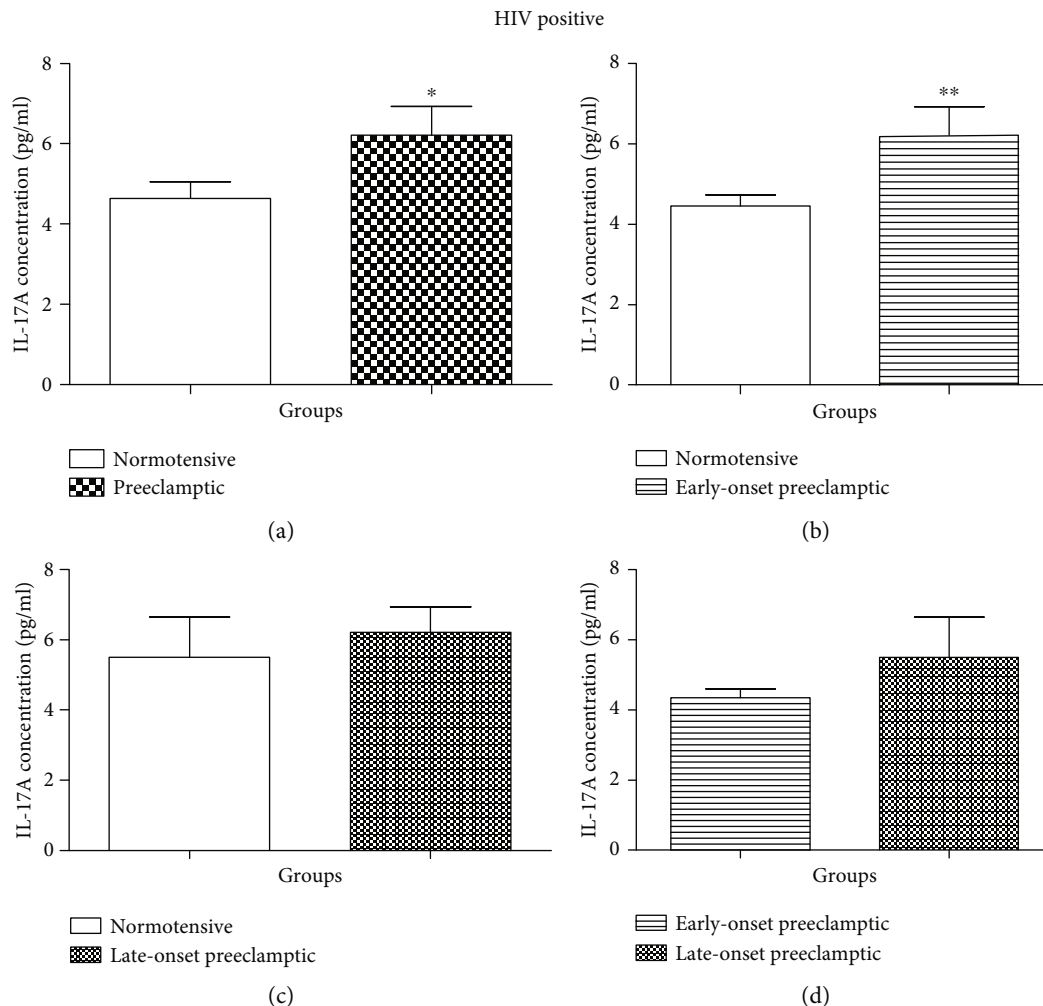 HIV positive
8
6
4
2
0
IL-17A concentration (pg/ml)
*
Groups
Normotensive
Preeclamptic
(a)
8
6
4
2
0
IL-17A concentration (pg/ml)
**
Groups
Normotensive
Early-onset preeclamptic
(b)
8
6
4
2
0
IL-17A concentration (pg/ml)
Groups
Normotensive
Late-onset preeclamptic
(c)
8
6
4
2
0
IL-17A concentration (pg/ml)
Groups
Early-onset preeclamptic
Late-onset preeclamptic
(d)